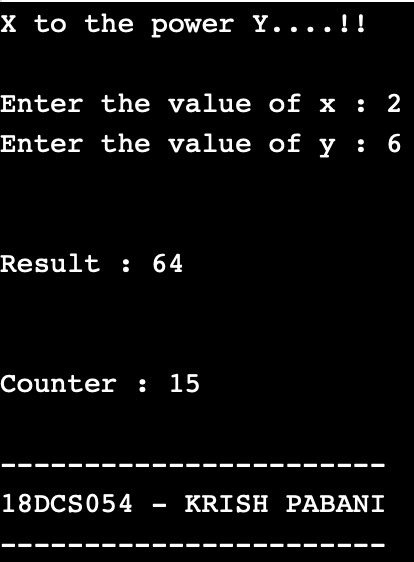 X to the power Y....!!
Enter the value of x : 2
Enter the value of y : 6
Result : 64
Counter : 15
-----------------------
18DCS054 - KRISH PABANI
-----------------------